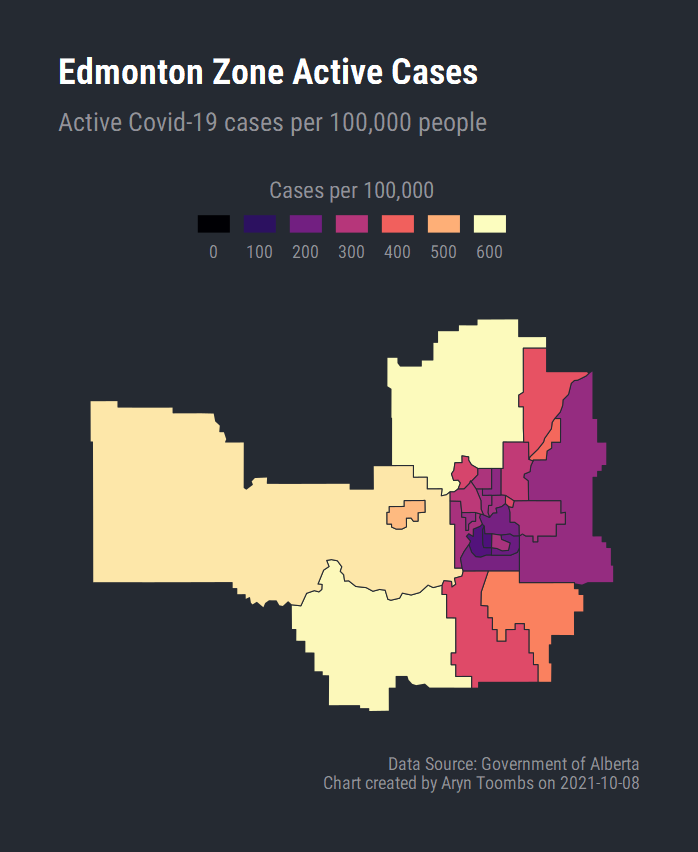 Edmonton Zone Active Cases
Active Covid-19 cases per 100,000 people
Cases per 100,000
0 100 200 300 400 500 600
Data Source: Government of Alberta
Chart created by Aryn Toombs on 2021-10-08